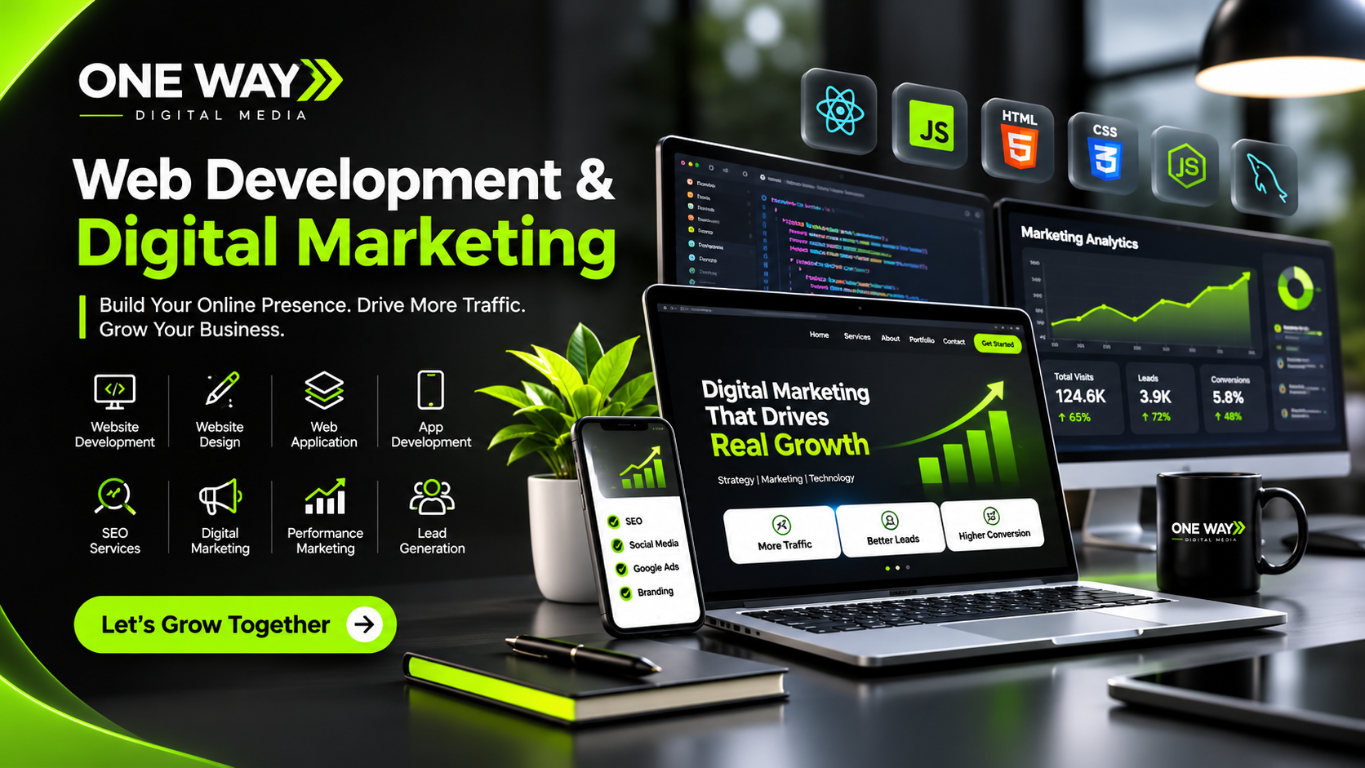 ONE WAY
DIGITAL MEDIA
Web Development &
Digital Marketing
Build Your Online Presence. Drive More Traffic.
Grow Your Business.
Website
Development
Website
Design
Web
Application
App
Development
SEO
Services
Digital
Marketing
Performance
Marketing
Lead
Generation
Let's Grow Together
JS
HTML
5
CSS
3
JS
Marketing Analytics
Total Visits
124.6K
↑ 65%
Leads
3.9K
↑ 72%
Conversions
5.8%
↑ 48%
Home Services About Portfolio Contact Get Started
Digital Marketing
That Drives
Real Growth
Strategy | Marketing | Technology
More Traffic
Better Leads
Higher Conversion
SEO
Social Media
Google Ads
Branding
ONE WAY
DIGITAL MEDIA